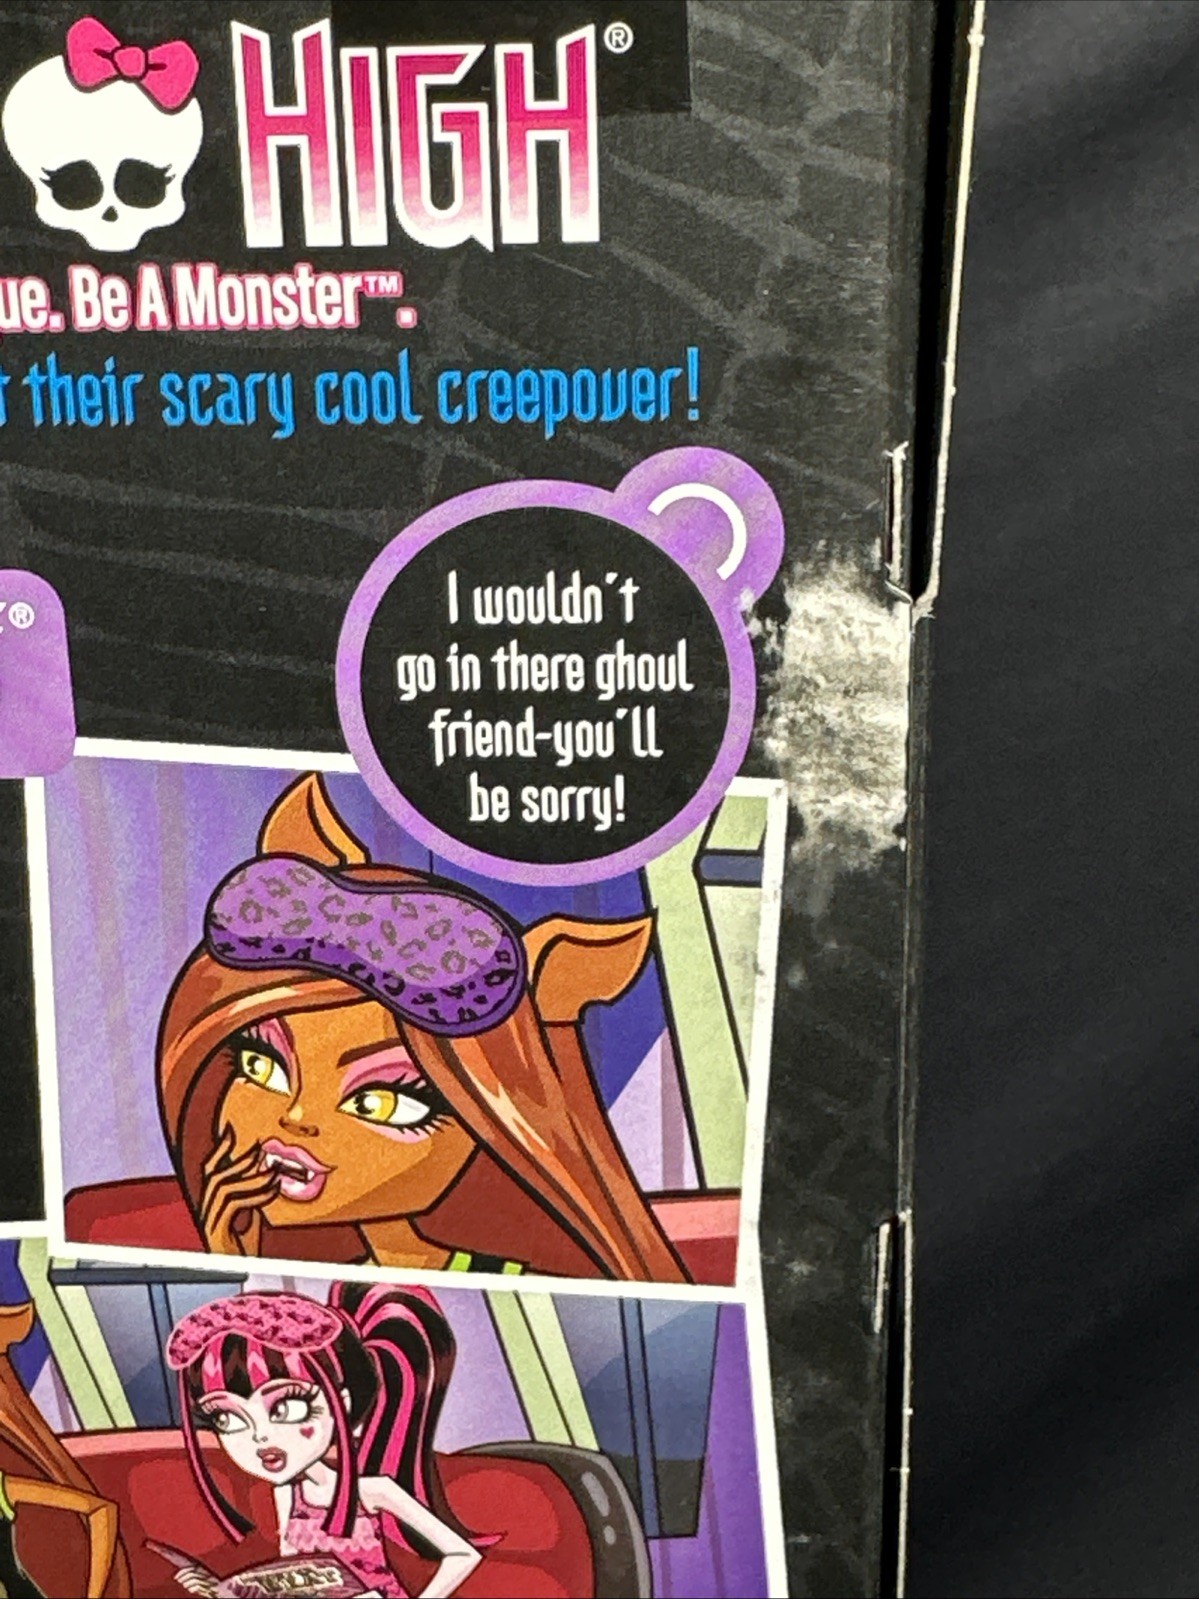 HIGH®
ue. Be A Monster™.
their scary cool creepover!
®
I wouldn't
go in there ghoul
friend-you'll
be sorry!